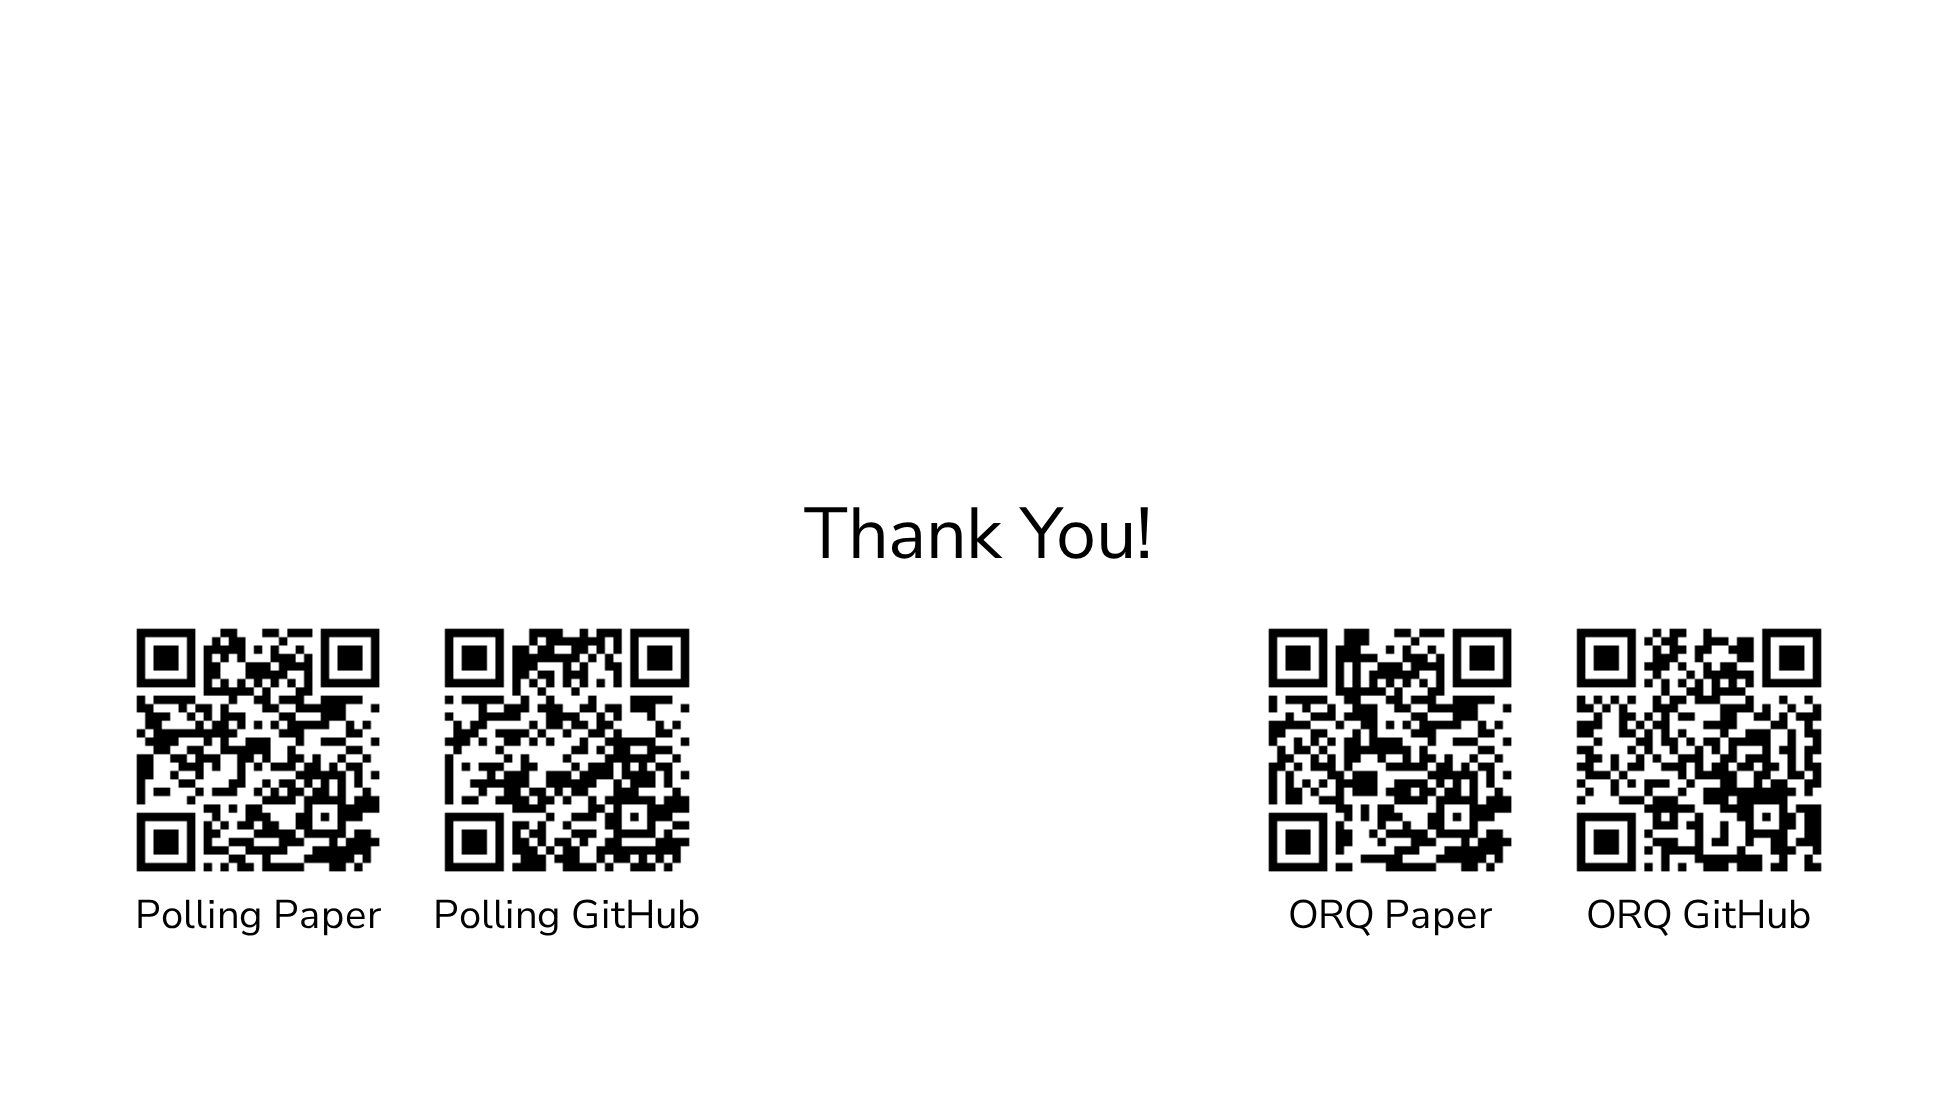 Thank You!
Polling Paper
Polling GitHub
ORQ Paper
ORQ GitHub